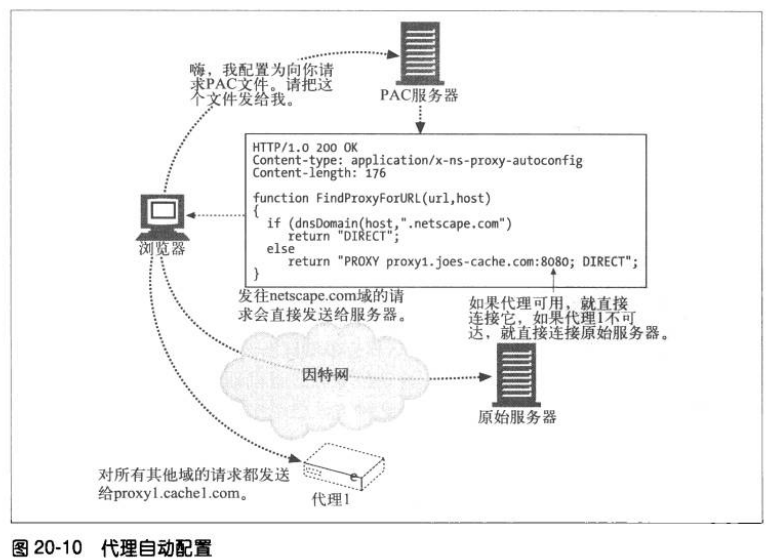 嗨，我配置为向你请
求PAC文件。请把这
个文件发给我。
PAC服务器
HTTP/1.0 200 OK
Content-type: application/x-ns-proxy-autoconfig
Content-length: 176
function FindProxyForURL(url,host)
{
if (dnsDomain(host,".netscape.com")
return "DIRECT";
else
return "PROXY proxy1.joes-cache.com:8080; DIRECT";
}
浏览器
发往netscape.com域的请
求会直接发送给服务器。
如果代理可用，就直接
连接它，如果代理1不可
达，就直接连接原始服务器。
因特网
原始服务器
对所有其他域的请求都发送
给proxy1.cache1.com。
代理1
图 20-10 代理自动配置